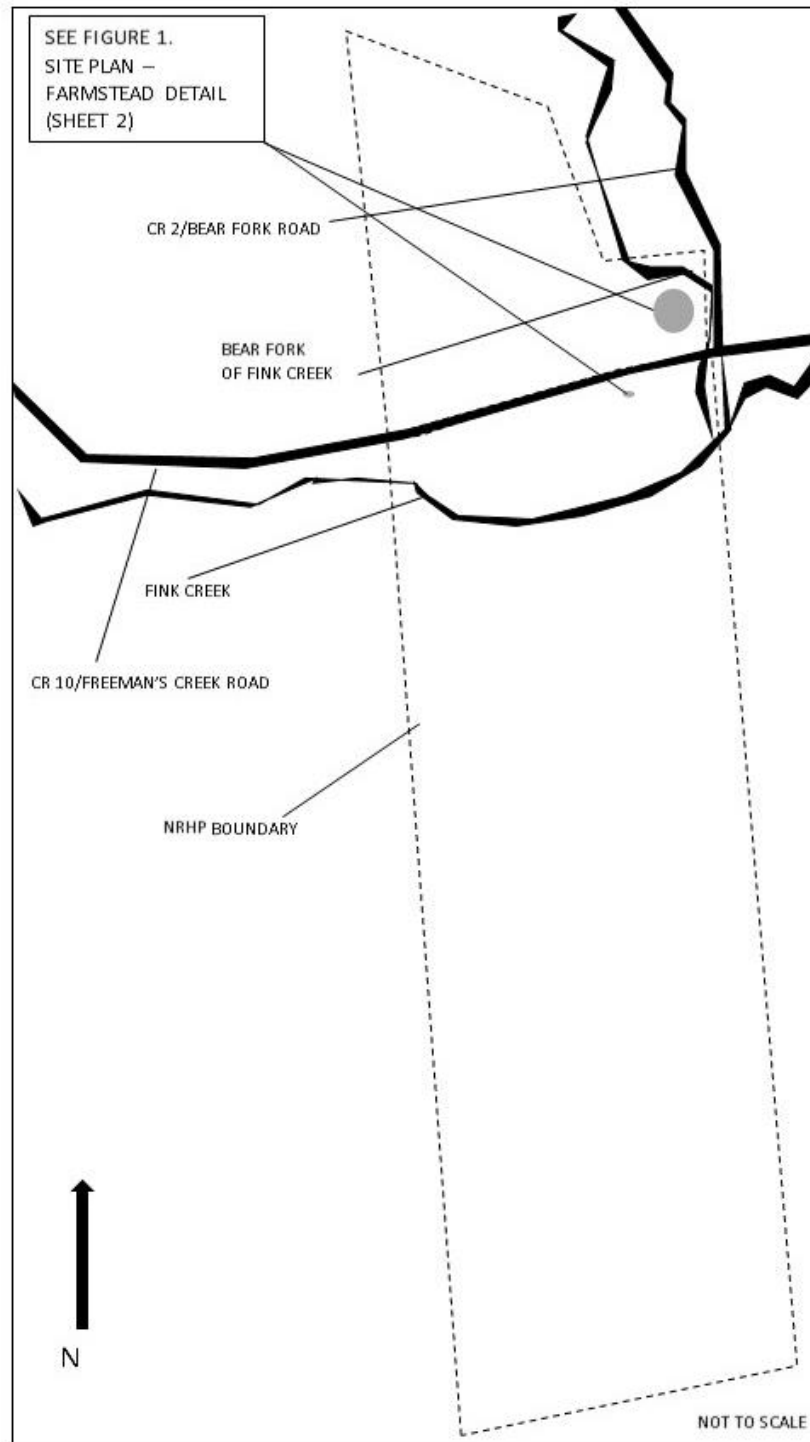 SEE FIGURE 1.
SITE PLAN –
FARMSTEAD DETAIL
(SHEET 2)
CR 2/BEAR FORK ROAD
BEAR FORK
OF FINK CREEK
FINK CREEK
CR 10/FREEMAN'S CREEK ROAD
NRHP BOUNDARY
N
NOT TO SCALE